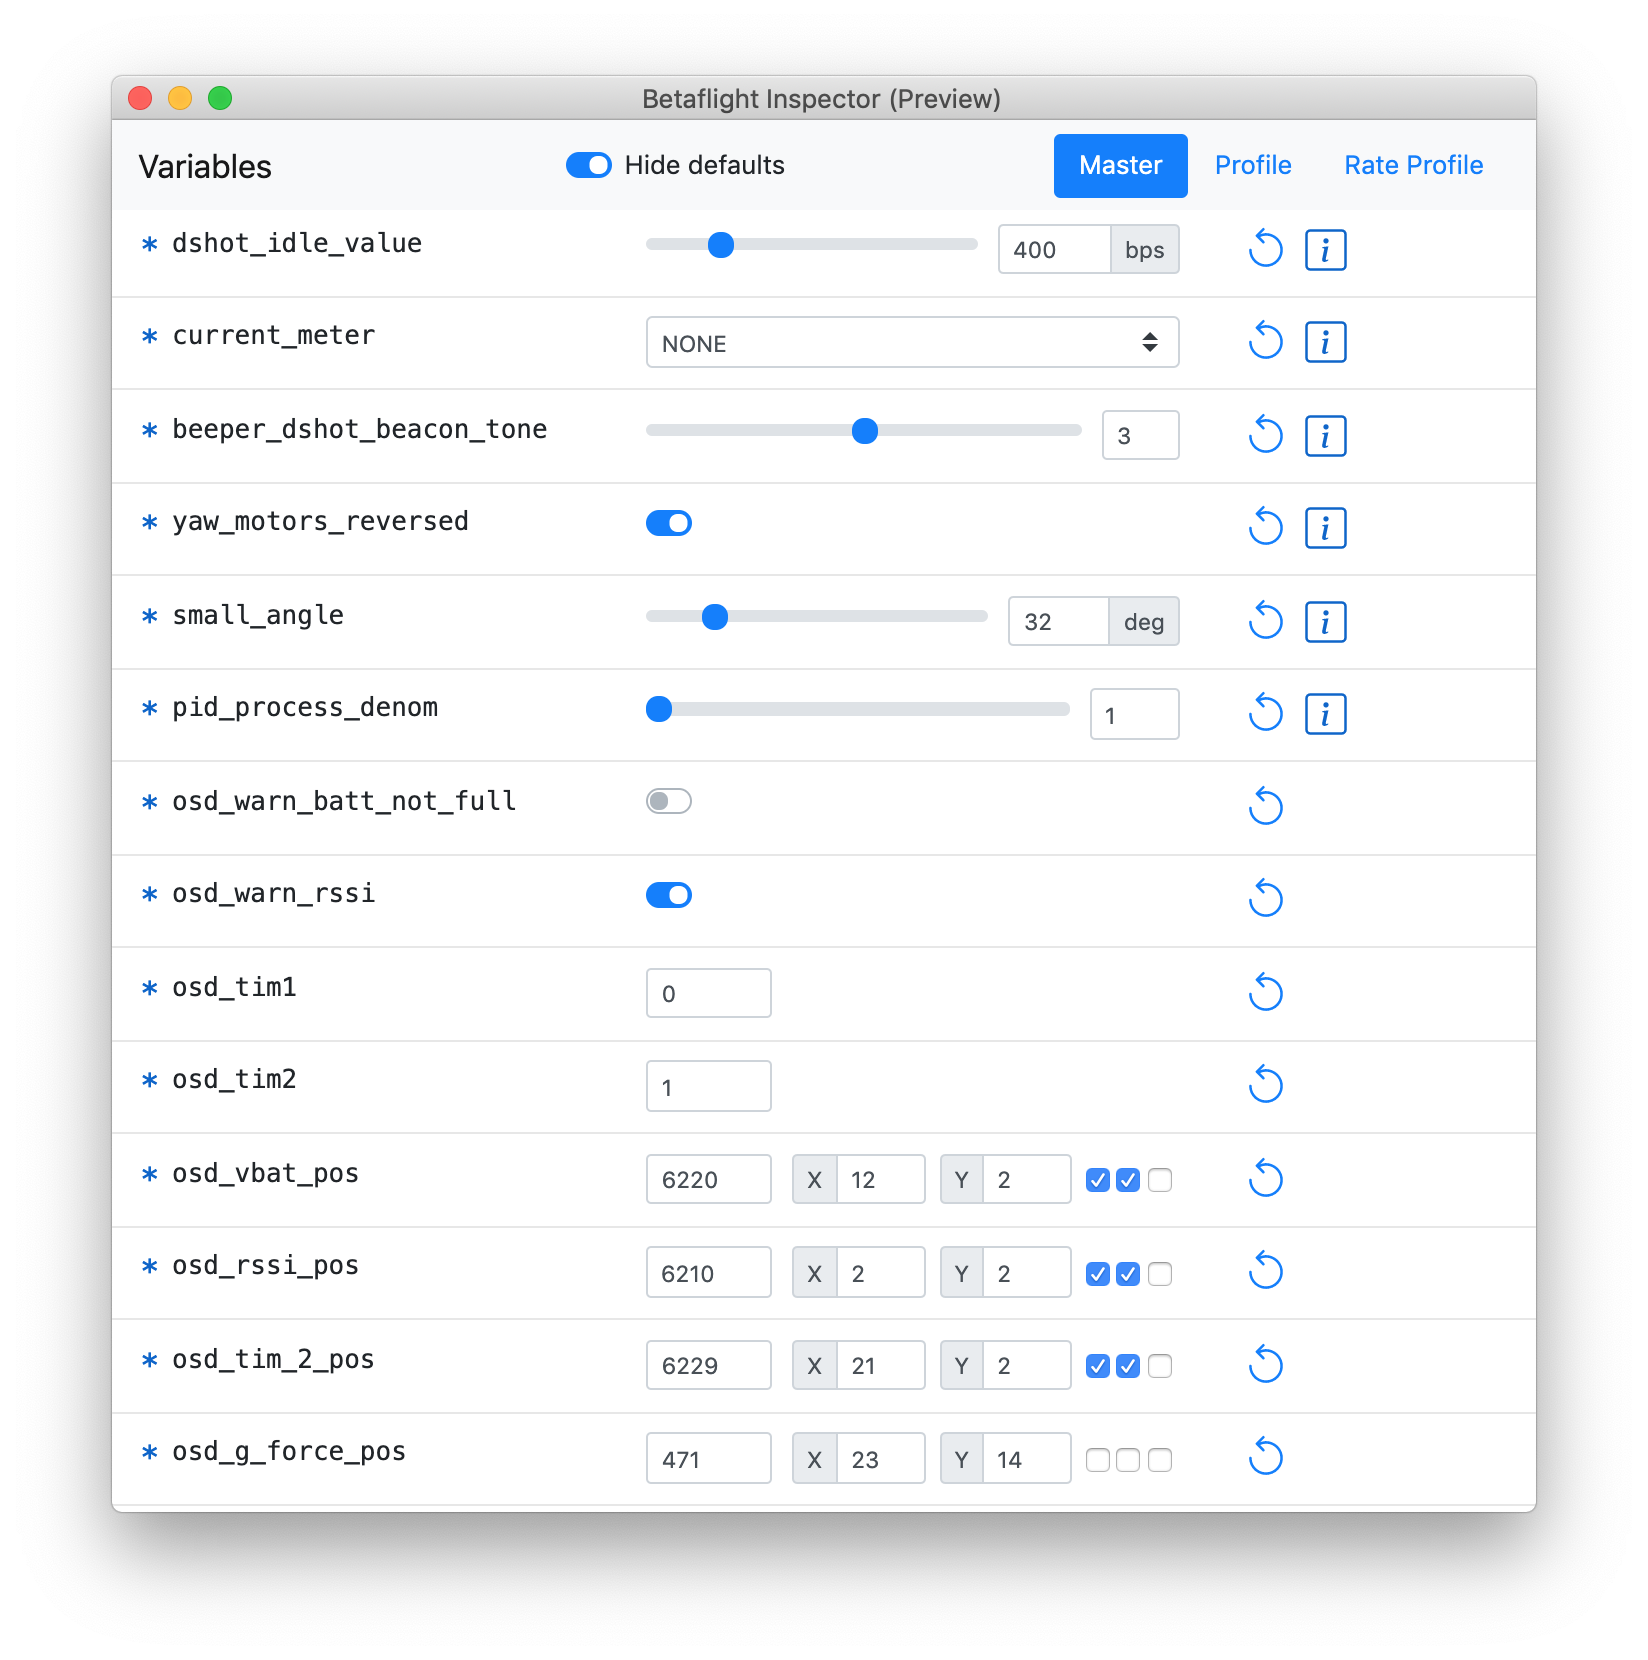 Betaflight Inspector (Preview)
Variables Hide defaults Master Profile Rate Profile
* dshot_idle_value 400 bps i
* current_meter NONE i
* beeper_dshot_beacon_tone 3 i
* yaw_motors_reversed i
* small_angle 32 deg i
* pid_process_denom 1 i
* osd_warn_batt_not_full
* osd_warn_rssi
* osd_tim1 0
* osd_tim2 1
* osd_vbat_pos 6220 X 12 Y 2
* osd_rssi_pos 6210 X 2 Y 2
* osd_tim_2_pos 6229 X 21 Y 2
* osd_g_force_pos 471 X 23 Y 14